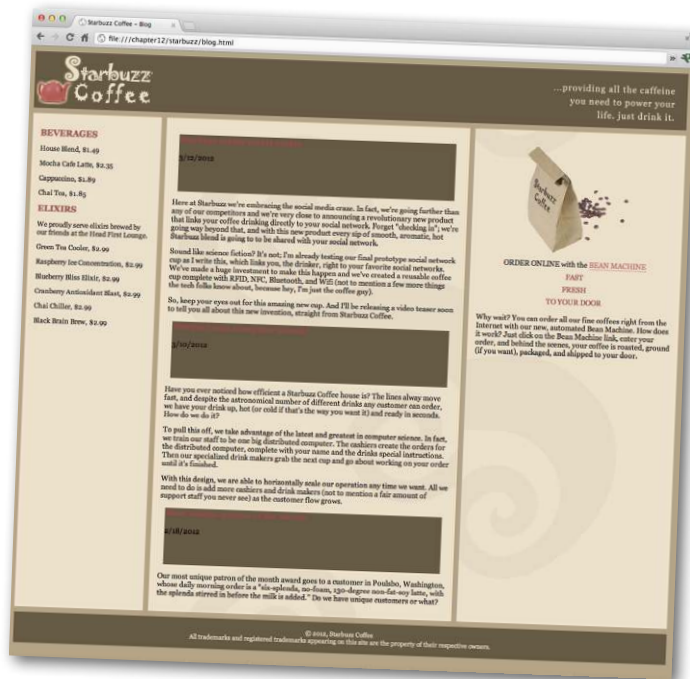 Starbuzz Coffee – Blog
file:///chapter12/starbuzz/blog.html
Starbuzz
Coffee
...providing all the caffeine
you need to power your
life. just drink it.
BEVERAGES
House Blend, $1.49
Mocha Cafe Latte, $2.35
Cappuccino, $1.89
Chai Tea, $1.85
ELIXIRS
We proudly serve elixirs brewed by
our friends at the Head First Lounge.
Green Tea Cooler, $2.99
Raspberry Ice Concentration, $2.99
Blueberry Bliss Elixir, $2.99
Cranberry Antioxidant Blast, $2.99
Chai Chiller, $2.99
Black Brain Brew, $2.99
3/12/2012
Here at Starbuzz we're embracing the social media craze. In fact, we're going further than
any of our competitors and we're very close to announcing a revolutionary new product
that links your coffee drinking directly to your social network. Forget "checking in"; we're
going way beyond that, and with this new product every sip of smooth, aromatic, hot
Starbuzz blend is going to to be shared with your social network.
Sound like science fiction? It's not; I'm already testing our final prototype social network
cup as I write this, which links you, the drinker, right to your favorite social networks.
We've made a huge investment to make this happen and we've created a reusable coffee
cup complete with RFID, NFC, Bluetooth, and Wifi (not to mention a few more things
the tech folks know about, because hey, I'm just the coffee guy).
So, keep your eyes out for this amazing new cup. And I'll be releasing a video teaser soon
to tell you all about this new invention, straight from Starbuzz Coffee.
3/10/2012
Have you ever noticed how efficient a Starbuzz Coffee house is? The lines alway move
fast, and despite the astronomical number of different drinks any customer can order,
we have your drink up, hot (or cold if that's the way you want it) and ready in seconds.
How do we do it?
To pull this off, we take advantage of the latest and greatest in computer science. In fact,
we train our staff to be one big distributed computer. The cashiers create the orders for
the distributed computer, complete with your name and the drinks special instructions.
Then our specialized drink makers grab the next cup and go about working on your order
until it's finished.
With this design, we are able to horizontally scale our operation any time we want. All we
need to do is add more cashiers and drink makers (not to mention a fair amount of
support staff you never see) as the customer flow grows.
2/18/2012
Our most unique patron of the month award goes to a customer in Poulsbo, Washington,
whose daily morning order is a "six-splenda, no-foam, 130-degree non-fat-soy latte, with
the splenda stirred in before the milk is added." Do we have unique customers or what?
Starbuzz
Coffee
ORDER ONLINE with the BEAN MACHINE
FAST
FRESH
TO YOUR DOOR
Why wait? You can order all our fine coffees right from the
Internet with our new, automated Bean Machine. How does
it work? Just click on the Bean Machine link, enter your
order, and behind the scenes, your coffee is roasted, ground
(if you want), packaged, and shipped to your door.
© 2012, Starbuzz Coffee
All trademarks and registered trademarks appearing on this site are the property of their respective owners.